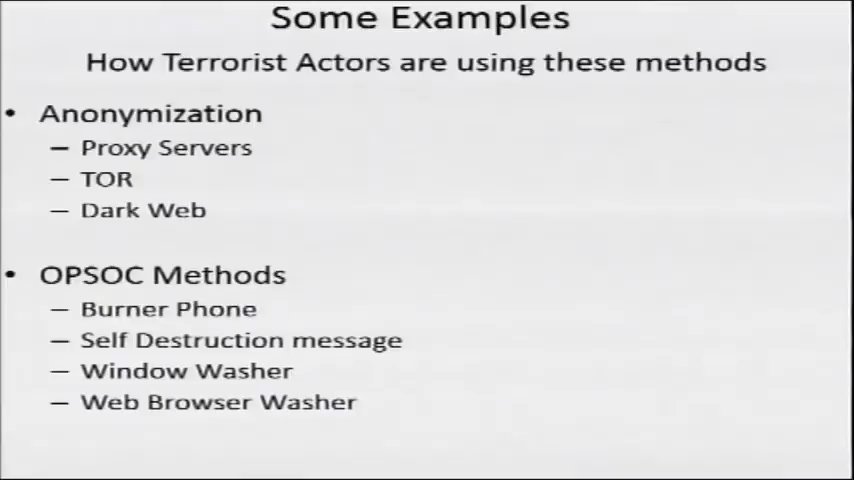 Some Examples
How Terrorist Actors are using these methods
• Anonymization
– Proxy Servers
– TOR
– Dark Web
• OPSOC Methods
– Burner Phone
– Self Destruction message
– Window Washer
– Web Browser Washer